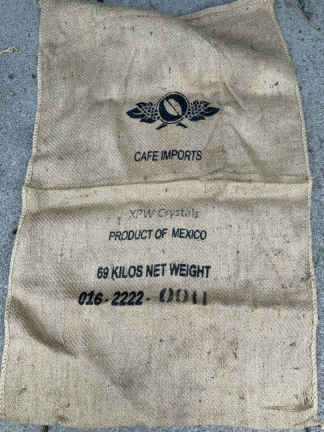 CAFE IMPORTS
XPW Crystals
PRODUCT OF MEXICO
69 KILOS NET WEIGHT
016-2222-0011